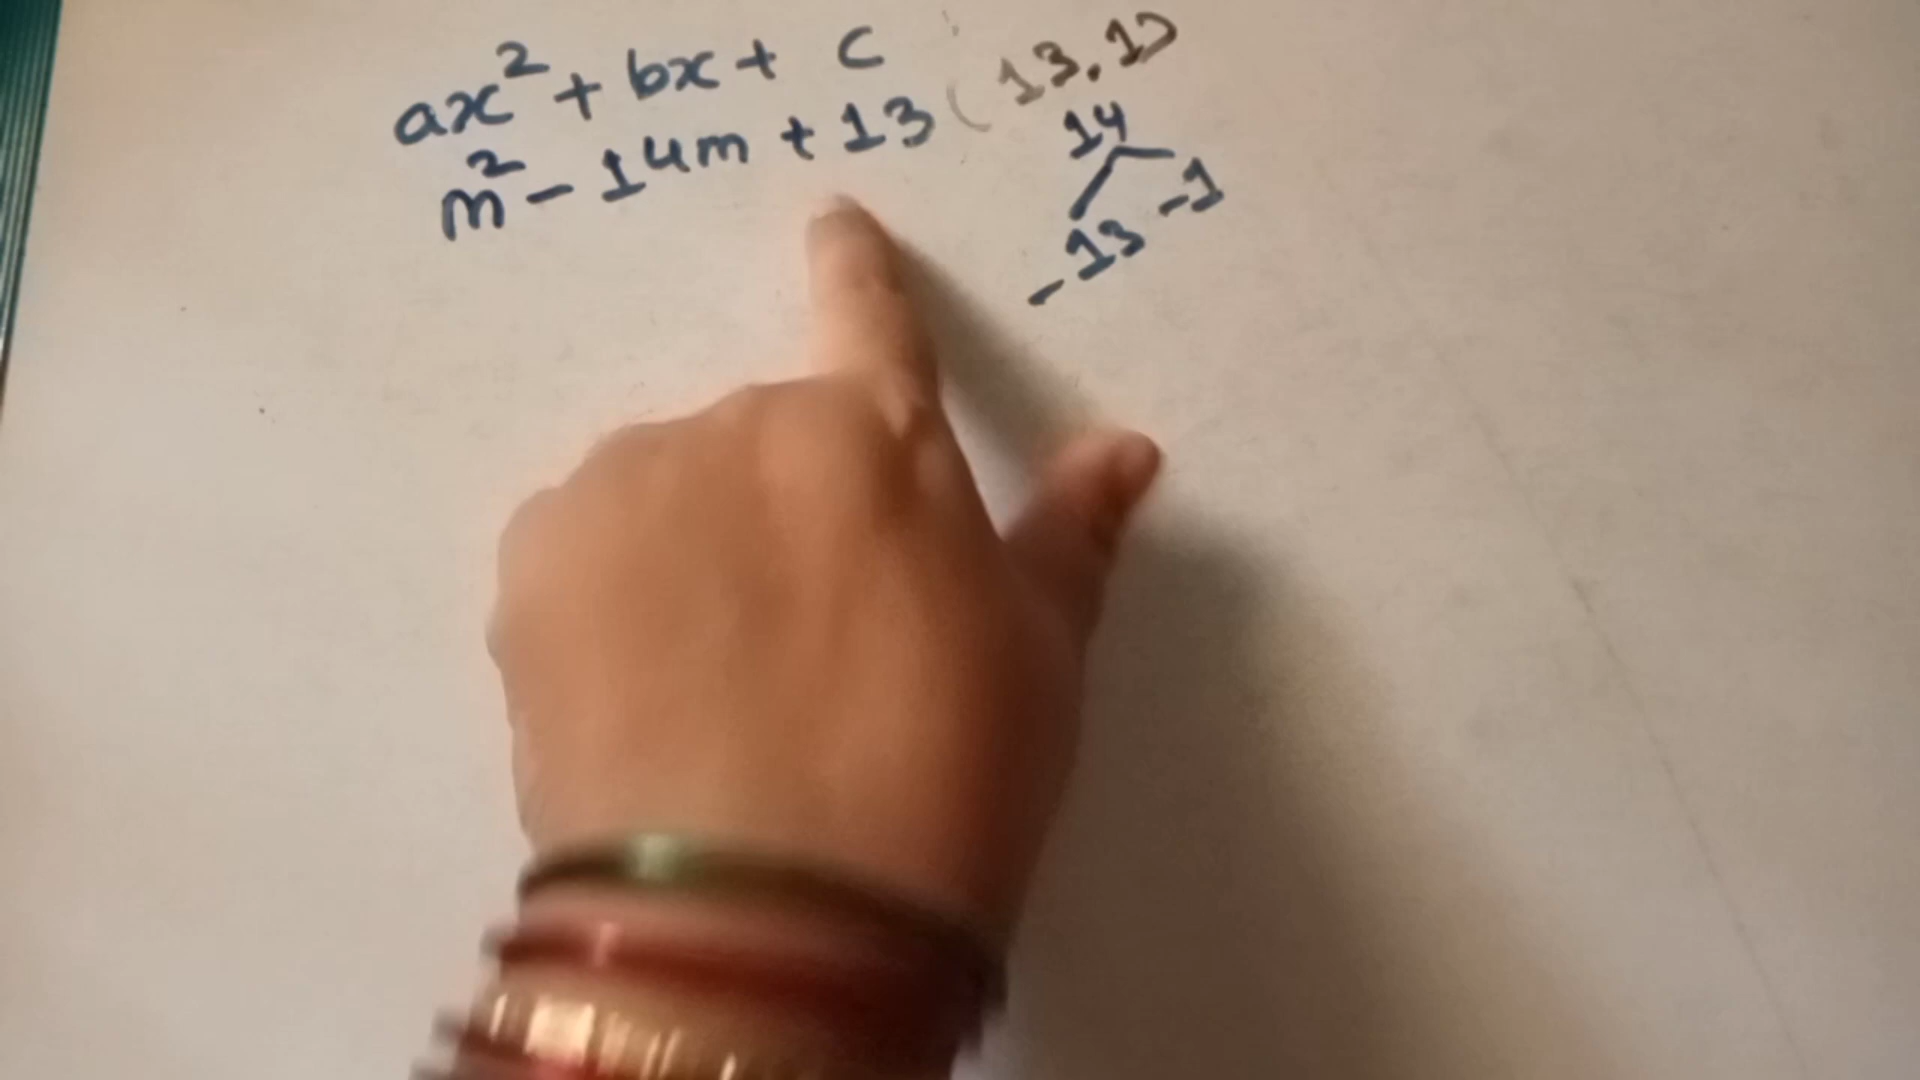 ax² + bx + c
m² - 14m + 13 (13,1)
14
-13 -1